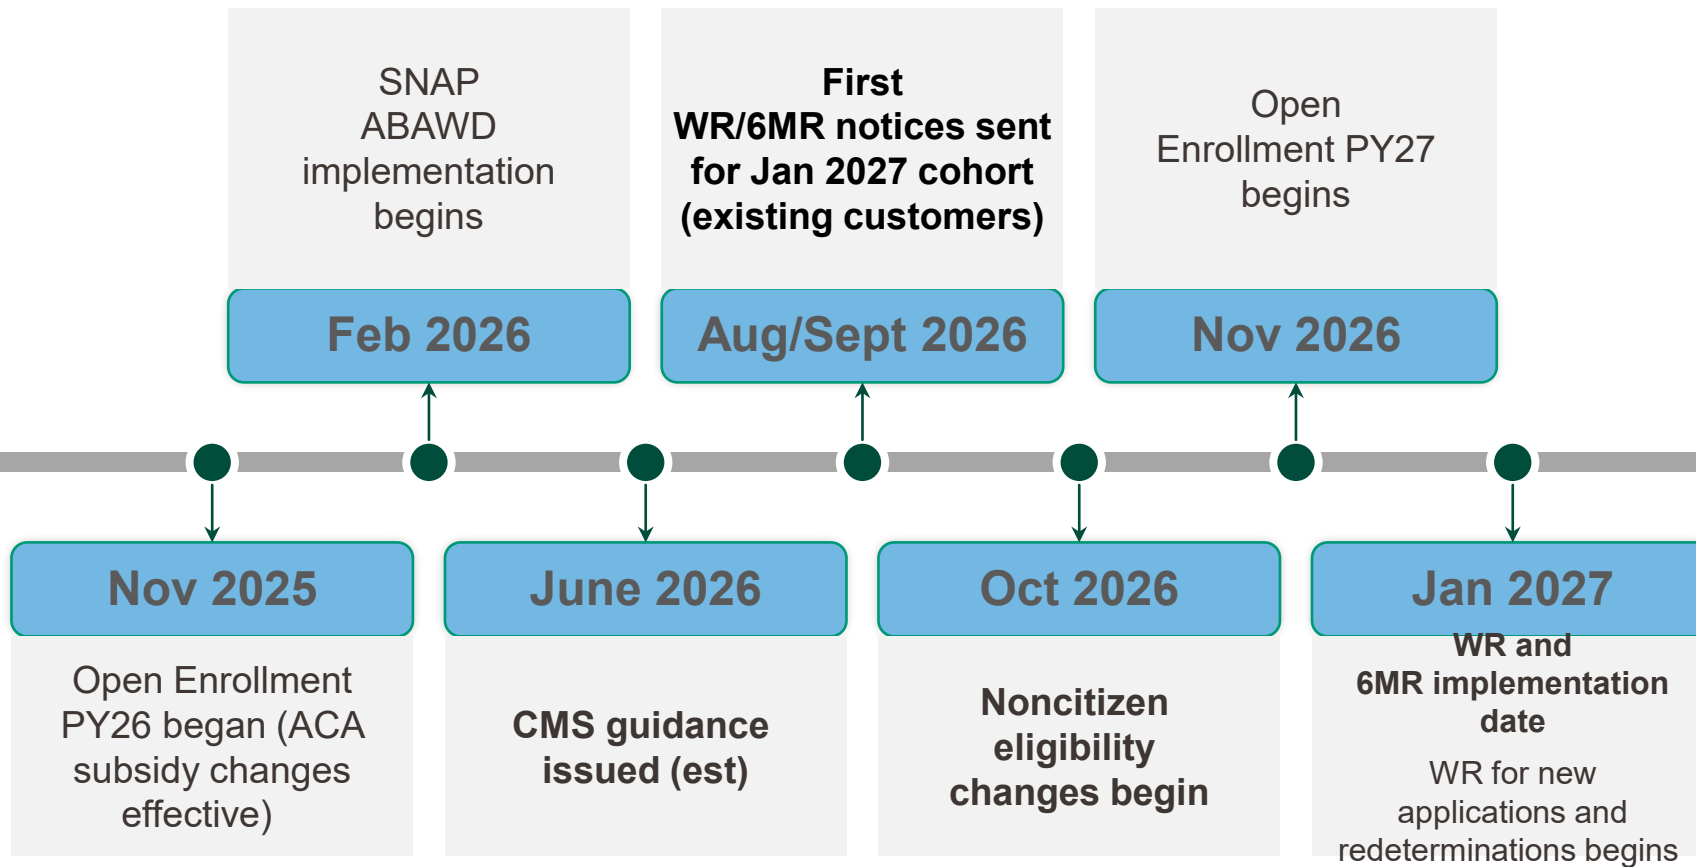 SNAP
ABAWD
implementation
begins
Feb 2026
First
WR/6MR notices sent
for Jan 2027 cohort
(existing customers)
Aug/Sept 2026
Open
Enrollment PY27
begins
Nov 2026
Nov 2025
Open Enrollment
PY26 began (ACA
subsidy changes
effective)
June 2026
CMS guidance
issued (est)
Oct 2026
Noncitizen
eligibility
changes begin
Jan 2027
WR and
6MR implementation
date
WR for new
applications and
redeterminations begins